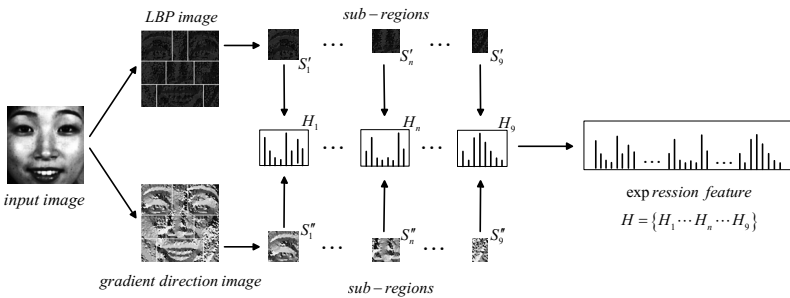 LBP image
sub – regions
S′₁ ··· S′ₙ ··· S′₉
H₁ ··· Hₙ ··· H₉
··· ···
input image
exp ression feature
H = {H₁ ··· Hₙ ··· H₉}
S″₁ ··· S″ₙ ··· S″₉
gradient direction image
sub – regions